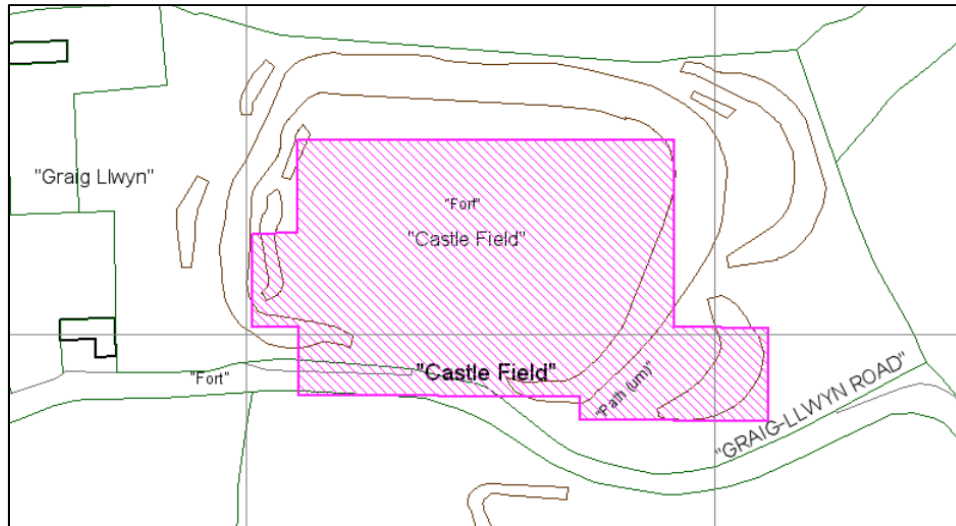 "Graig Llwyn"
"Fort"
"Castle Field"
"Castle Field"
"Fort"
"Path (um)"
"GRAIG-LLWYN ROAD"